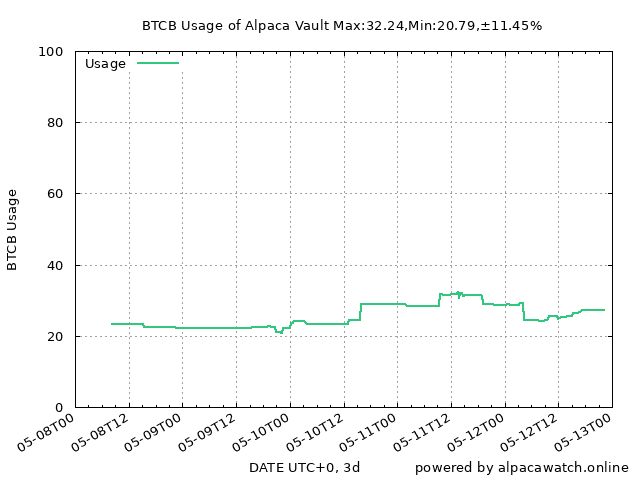 BTCB Usage of Alpaca Vault Max:32.24,Min:20.79,±11.45%
Usage
BTCB Usage
100
80
60
40
20
0
05-08T00
05-08T12
05-09T00
05-09T12
05-10T00
05-10T12
05-11T00
05-11T12
05-12T00
05-12T12
05-13T00
DATE UTC+0, 3d
powered by alpacawatch.online